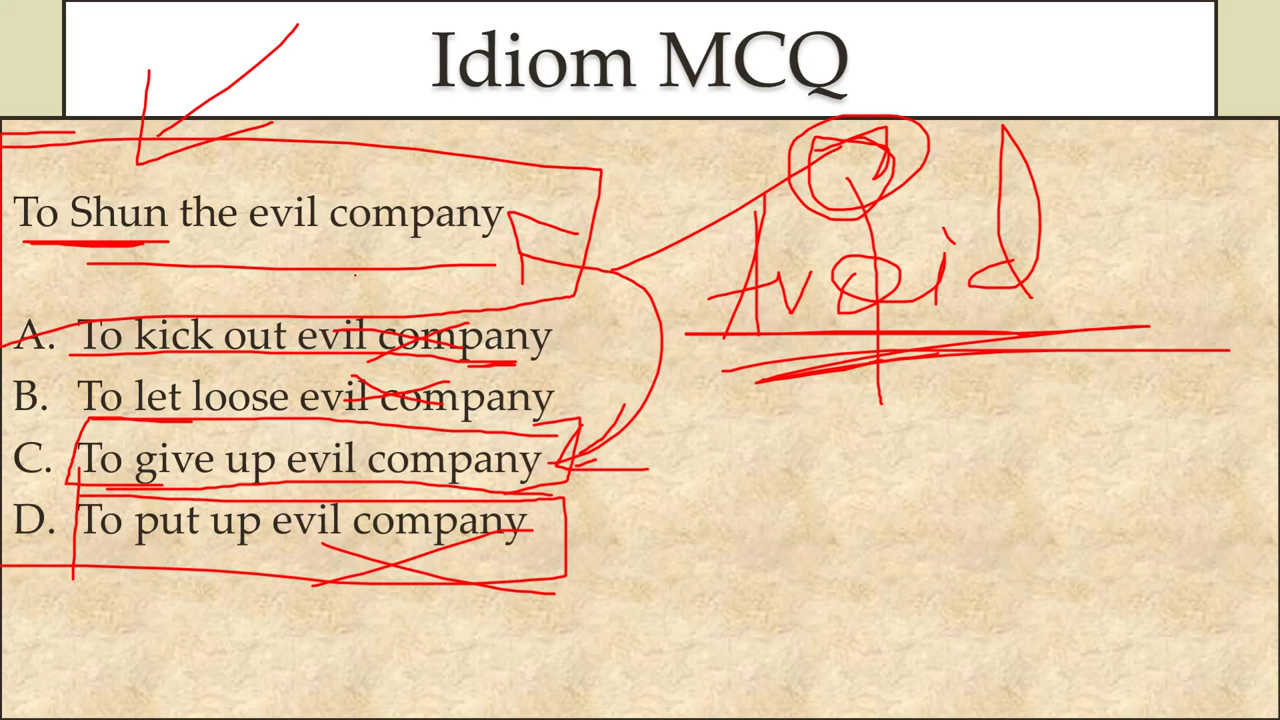 Idiom MCQ
To Shun the evil company
Avoid
A. To kick out evil company
B. To let loose evil company
C. To give up evil company
D. To put up evil company